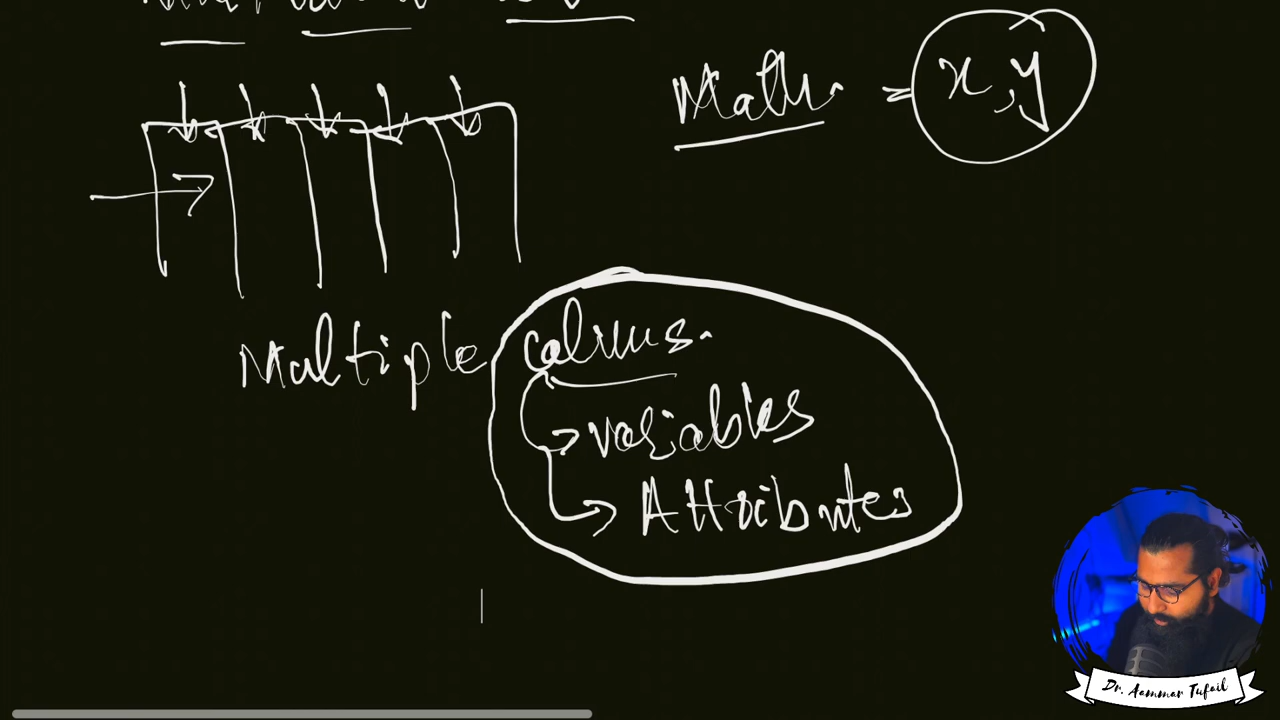 Math = x, y
Multiple colums.
→ variables
→ Attributes
Dr. Aammar Tufail